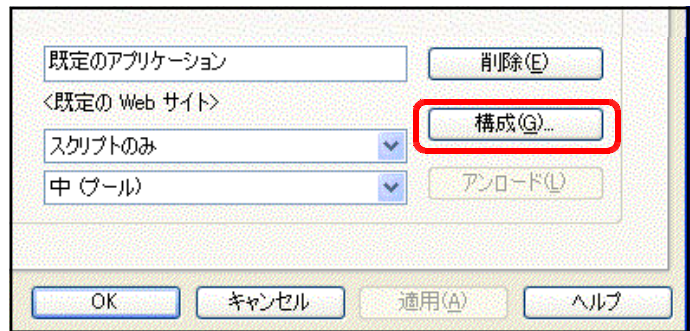 既定のアプリケーション
削除(E)
<既定の Web サイト>
構成(G)...
スクリプトのみ
中 (プール)
アンロード(L)
OK
キャンセル
適用(A)
ヘルプ